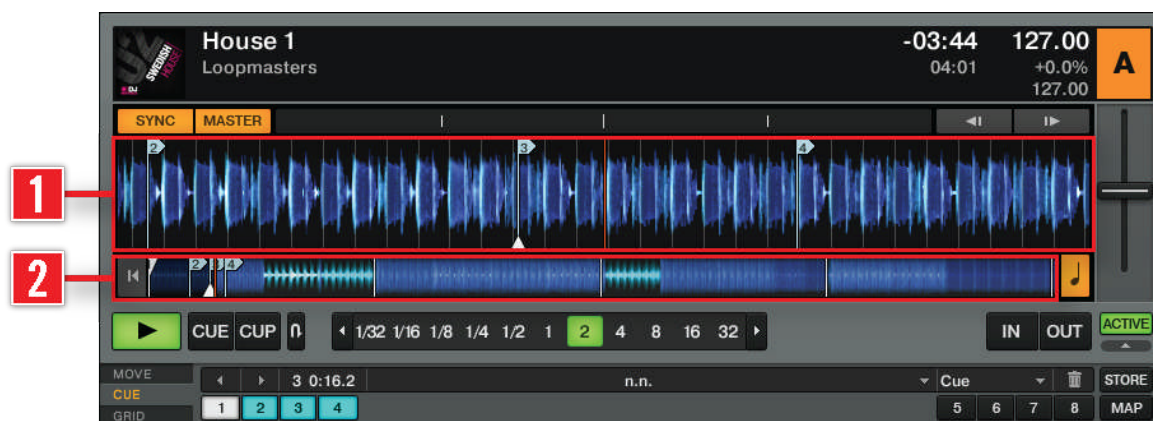 House 1
-03:44 127.00
A
SWEDISH
HOUSE
DJ
Loopmasters
04:01 +0.0%
127.00
SYNC MASTER
2 3 4
1
2 3 4
2
CUE CUP 1/32 1/16 1/8 1/4 1/2 1 2 4 8 16 32 IN OUT ACTIVE
MOVE
3 0:16.2 n.n. Cue STORE
CUE
1 2 3 4 5 6 7 8 MAP
GRID